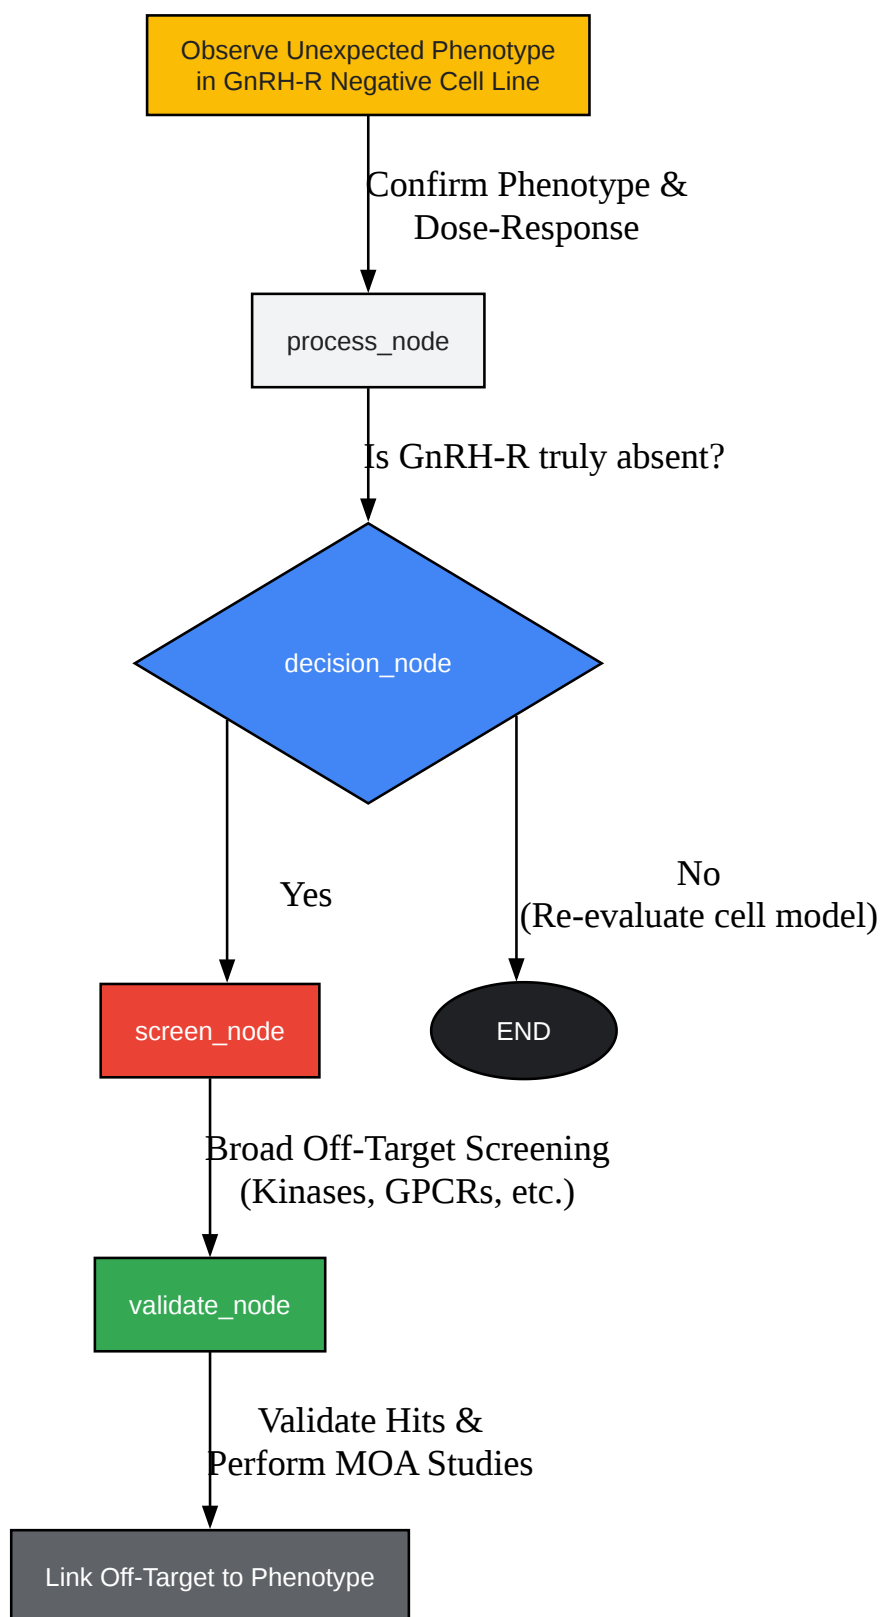 Observe Unexpected Phenotype
in GnRH-R Negative Cell Line
Confirm Phenotype &
Dose-Response
process_node
Is GnRH-R truly absent?
decision_node
Yes
No
(Re-evaluate cell model)
screen_node
END
Broad Off-Target Screening
(Kinases, GPCRs, etc.)
validate_node
Validate Hits &
Perform MOA Studies
Link Off-Target to Phenotype